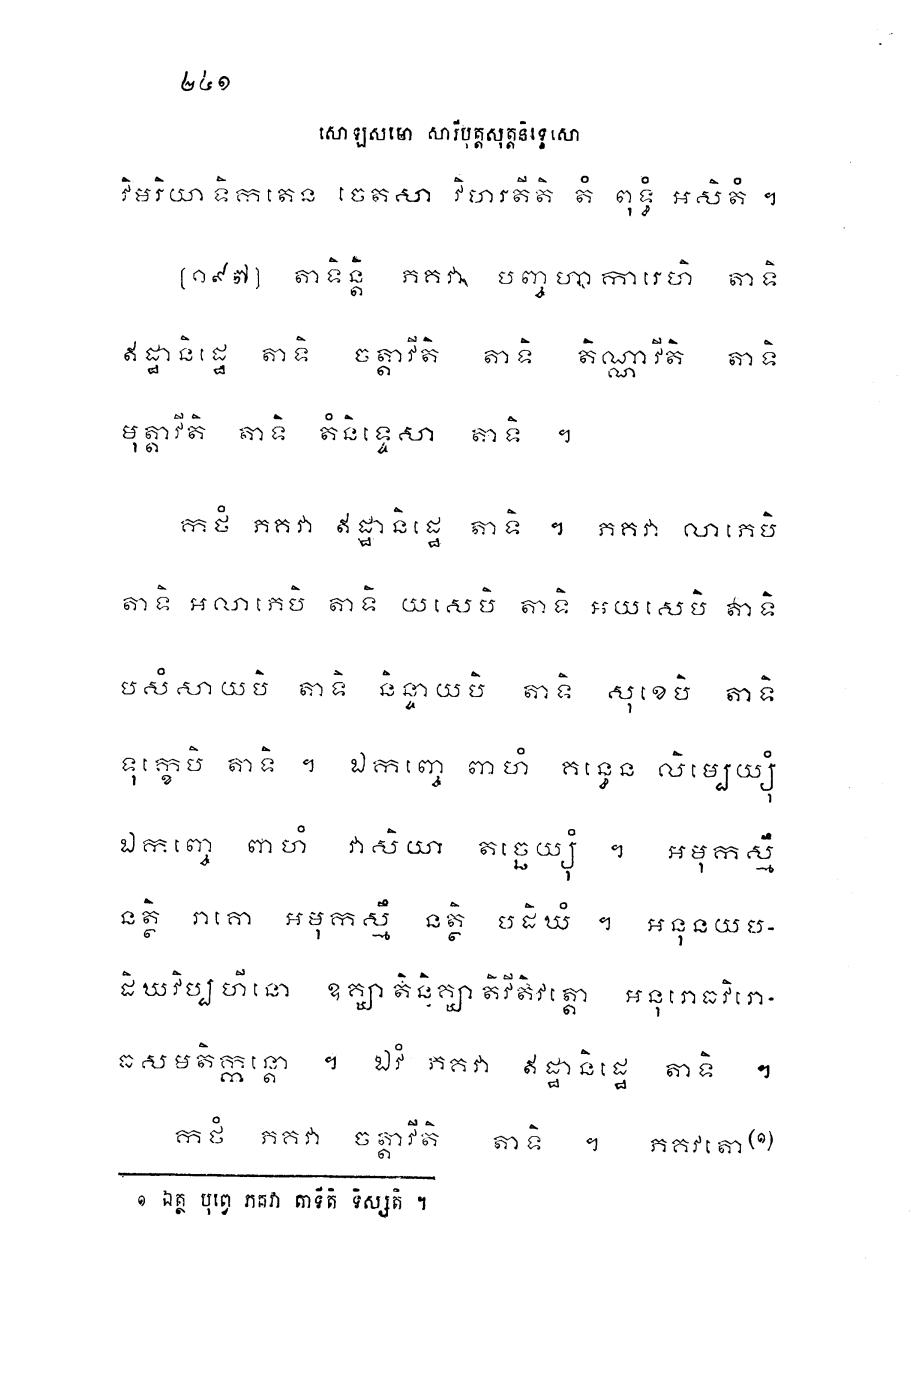 ២៤១
សោឡសមោ សារីបុត្តសុត្តនិទ្ទេសោ
វិមរិយាទិកតេន ចេតសា វិហរតីតិ តំ ពុទ្ធំ អសិតំ ។
[១៩៧] តាទិន្តិ ភគវា បញ្ចហាការេហិ តាទិ
ឥដ្ឋានិដ្ឋេ តាទិ ចត្តាវីតិ តាទិ តិណ្ណាវីតិ តាទិ
មុត្តាវីតិ តាទិ តំនិទ្ទេសា តាទិ ។
កថំ ភគវា ឥដ្ឋានិដ្ឋេ តាទិ ។ ភគវា លាភេបិ
តាទិ អលាភេបិ តាទិ យសេបិ តាទិ អយសេបិ តាទិ
បសំសាយបិ តាទិ និន្ទាយបិ តាទិ សុខេបិ តាទិ
ទុក្ខេបិ តាទិ ។ ឯកញ្ចេ ពាហំ គន្ធេន លិម្បេយ្យុំ
ឯកញ្ចេ ពាហំ វាសិយា តច្ឆេយ្យុំ ។ អមុកស្មឹ
នត្ថិ រាគោ អមុកស្មឹ នត្ថិ បដិឃំ ។ អនុនយប-
ដិឃវិប្បហីនោ ឧគ្ឃាតិនិគ្ឃាតិវីតិវត្តោ អនុរោធវិរោ-
ធសមតិក្កន្តោ ។ ឯវំ ភគវា ឥដ្ឋានិដ្ឋេ តាទិ ។
កថំ ភគវា ចត្តាវីតិ តាទិ ។ ភគវតោ(១)
១ ឯត្ថ បុព្វេ ភគវា តាទីតិ ទិស្សតិ ។